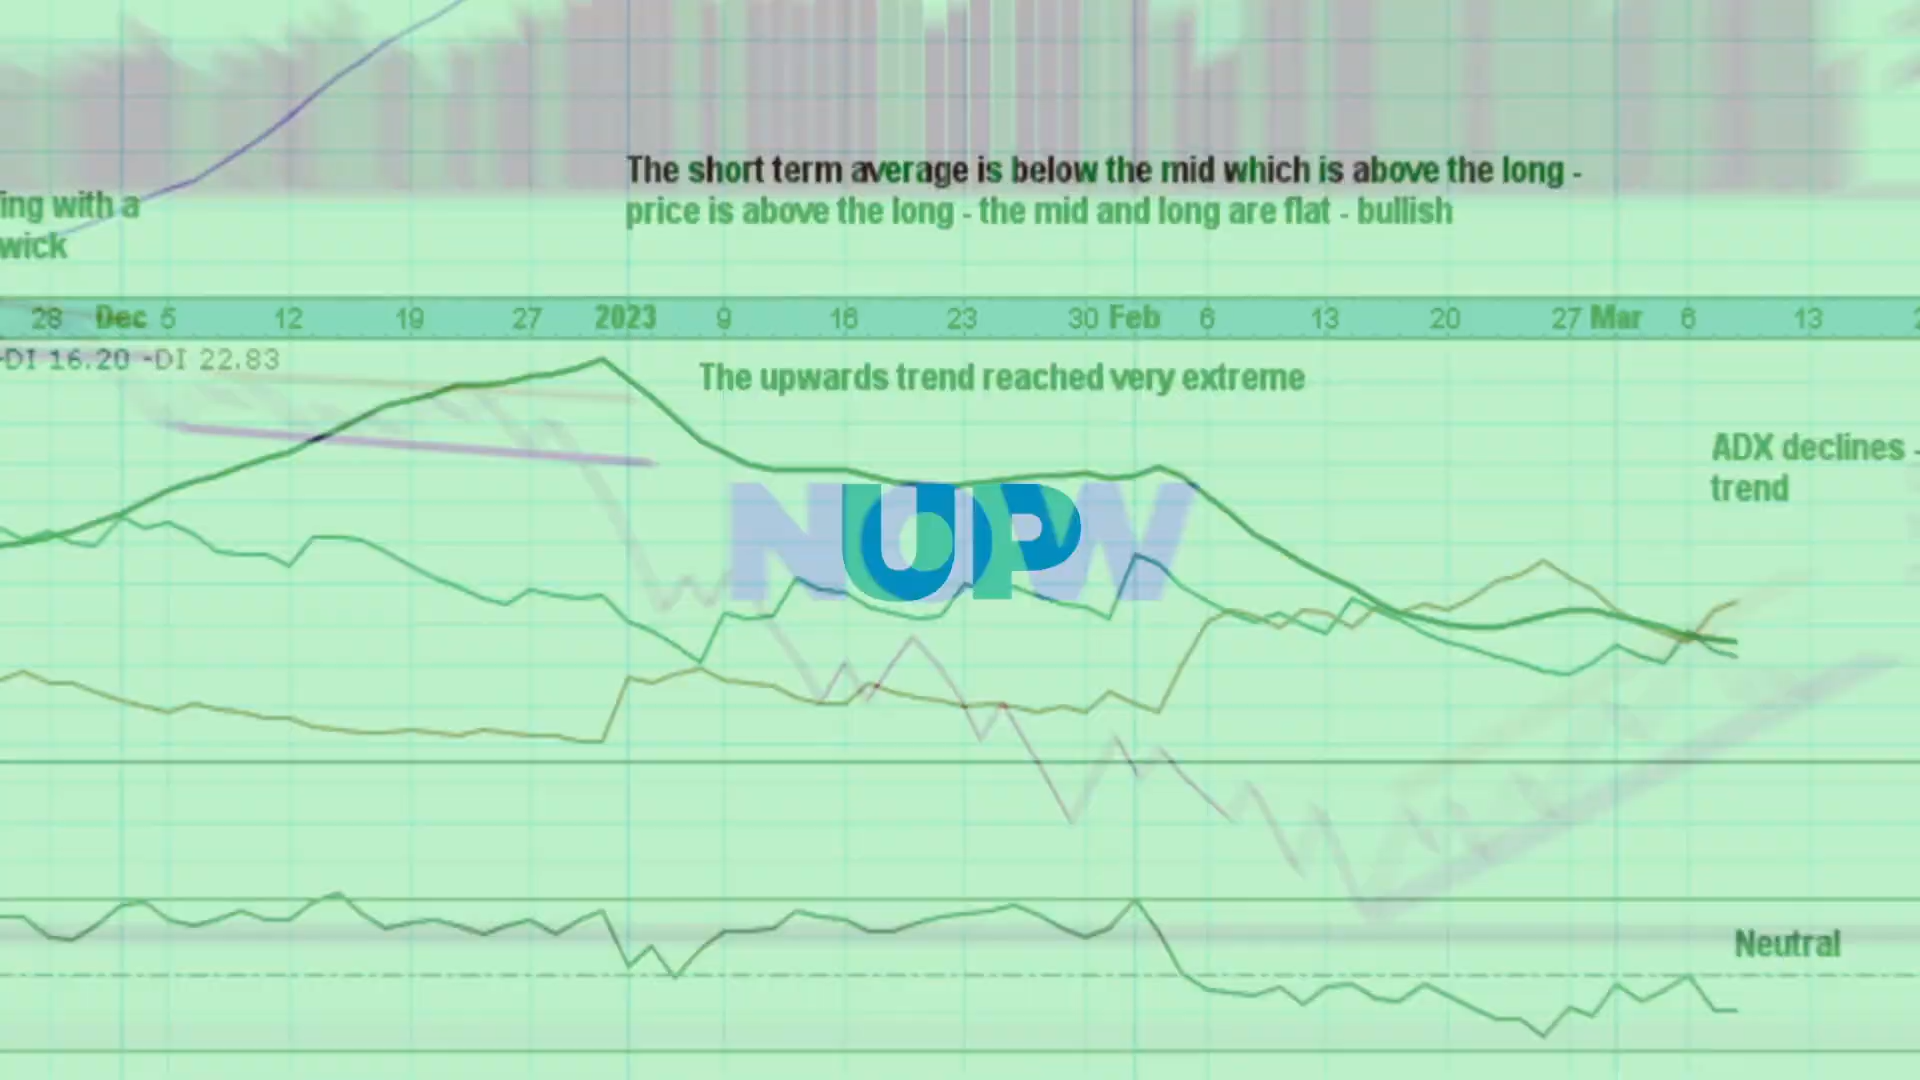 The short term average is below the mid which is above the long -
price is above the long - the mid and long are flat - bullish
ing with a
wick
28 Dec 5 12 19 27 2023 9 18 23 30 Feb 6 13 20 27 Mar 6 13 2
-DI 16.20 -DI 22.83
The upwards trend reached very extreme
ADX declines -
trend
UP
Neutral